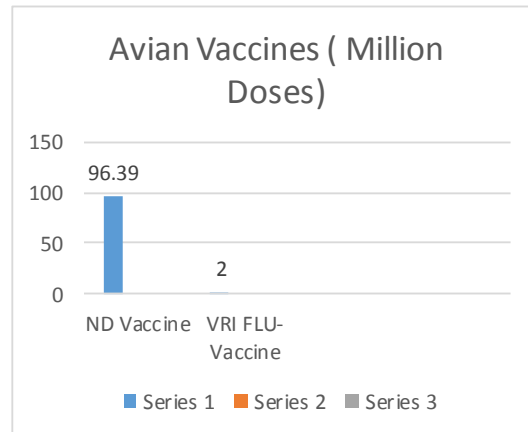 Avian Vaccines ( Million
Doses)
150
100
50
0
96.39
2
ND Vaccine
VRI FLU-
Vaccine
Series 1
Series 2
Series 3